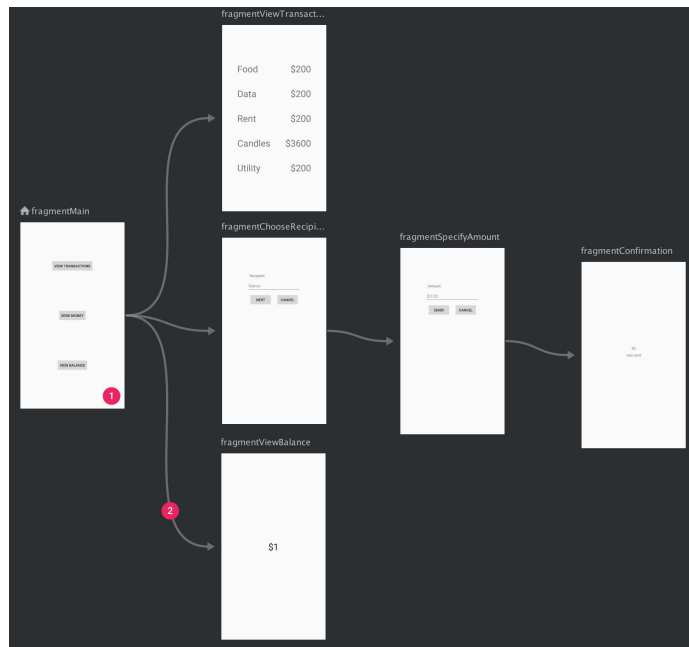 fragmentViewTransact...
Food $200
Data $200
Rent $200
Candles $3600
Utility $200
fragmentMain
VIEW TRANSACTIONS
SEND MONEY
VIEW BALANCE
1
fragmentChooseRecipi...
Recipient
Name
NEXT CANCEL
fragmentSpecifyAmount
Amount
$0.00
SEND CANCEL
fragmentConfirmation
$0
was sent
fragmentViewBalance
2
$1